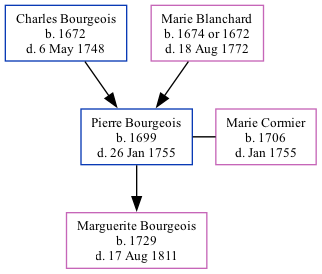 Charles Bourgeois
b. 1672
d. 6 May 1748
Marie Blanchard
b. 1674 or 1672
d. 18 Aug 1772
Pierre Bourgeois
b. 1699
d. 26 Jan 1755
Marie Cormier
b. 1706
d. Jan 1755
Marguerite Bourgeois
b. 1729
d. 17 Aug 1811